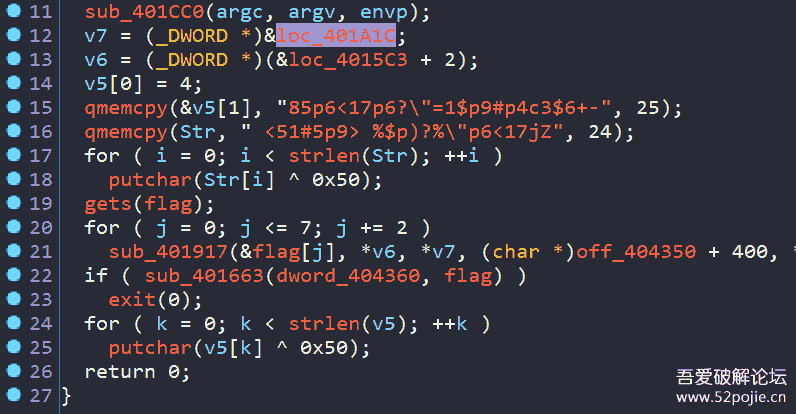 11 sub_401CC0(argc, argv, envp);
12 v7 = (_DWORD *)&loc_401A1C;
13 v6 = (_DWORD *)(&loc_4015C3 + 2);
14 v5[0] = 4;
15 qmemcpy(&v5[1], "85p6<17p6?\"=1$p9#p4c3$6+-", 25);
16 qmemcpy(Str, " <51#5p9> %$p)?%\"p6<17jZ", 24);
17 for ( i = 0; i < strlen(Str); ++i )
18 putchar(Str[i] ^ 0x50);
19 gets(flag);
20 for ( j = 0; j <= 7; j += 2 )
21 sub_401917(&flag[j], *v6, *v7, (char *)off_404350 + 400, *
22 if ( sub_401663(dword_404360, flag) )
23 exit(0);
24 for ( k = 0; k < strlen(v5); ++k )
25 putchar(v5[k] ^ 0x50);
26 return 0;
27 }
吾爱破解论坛
www.52pojie.cn